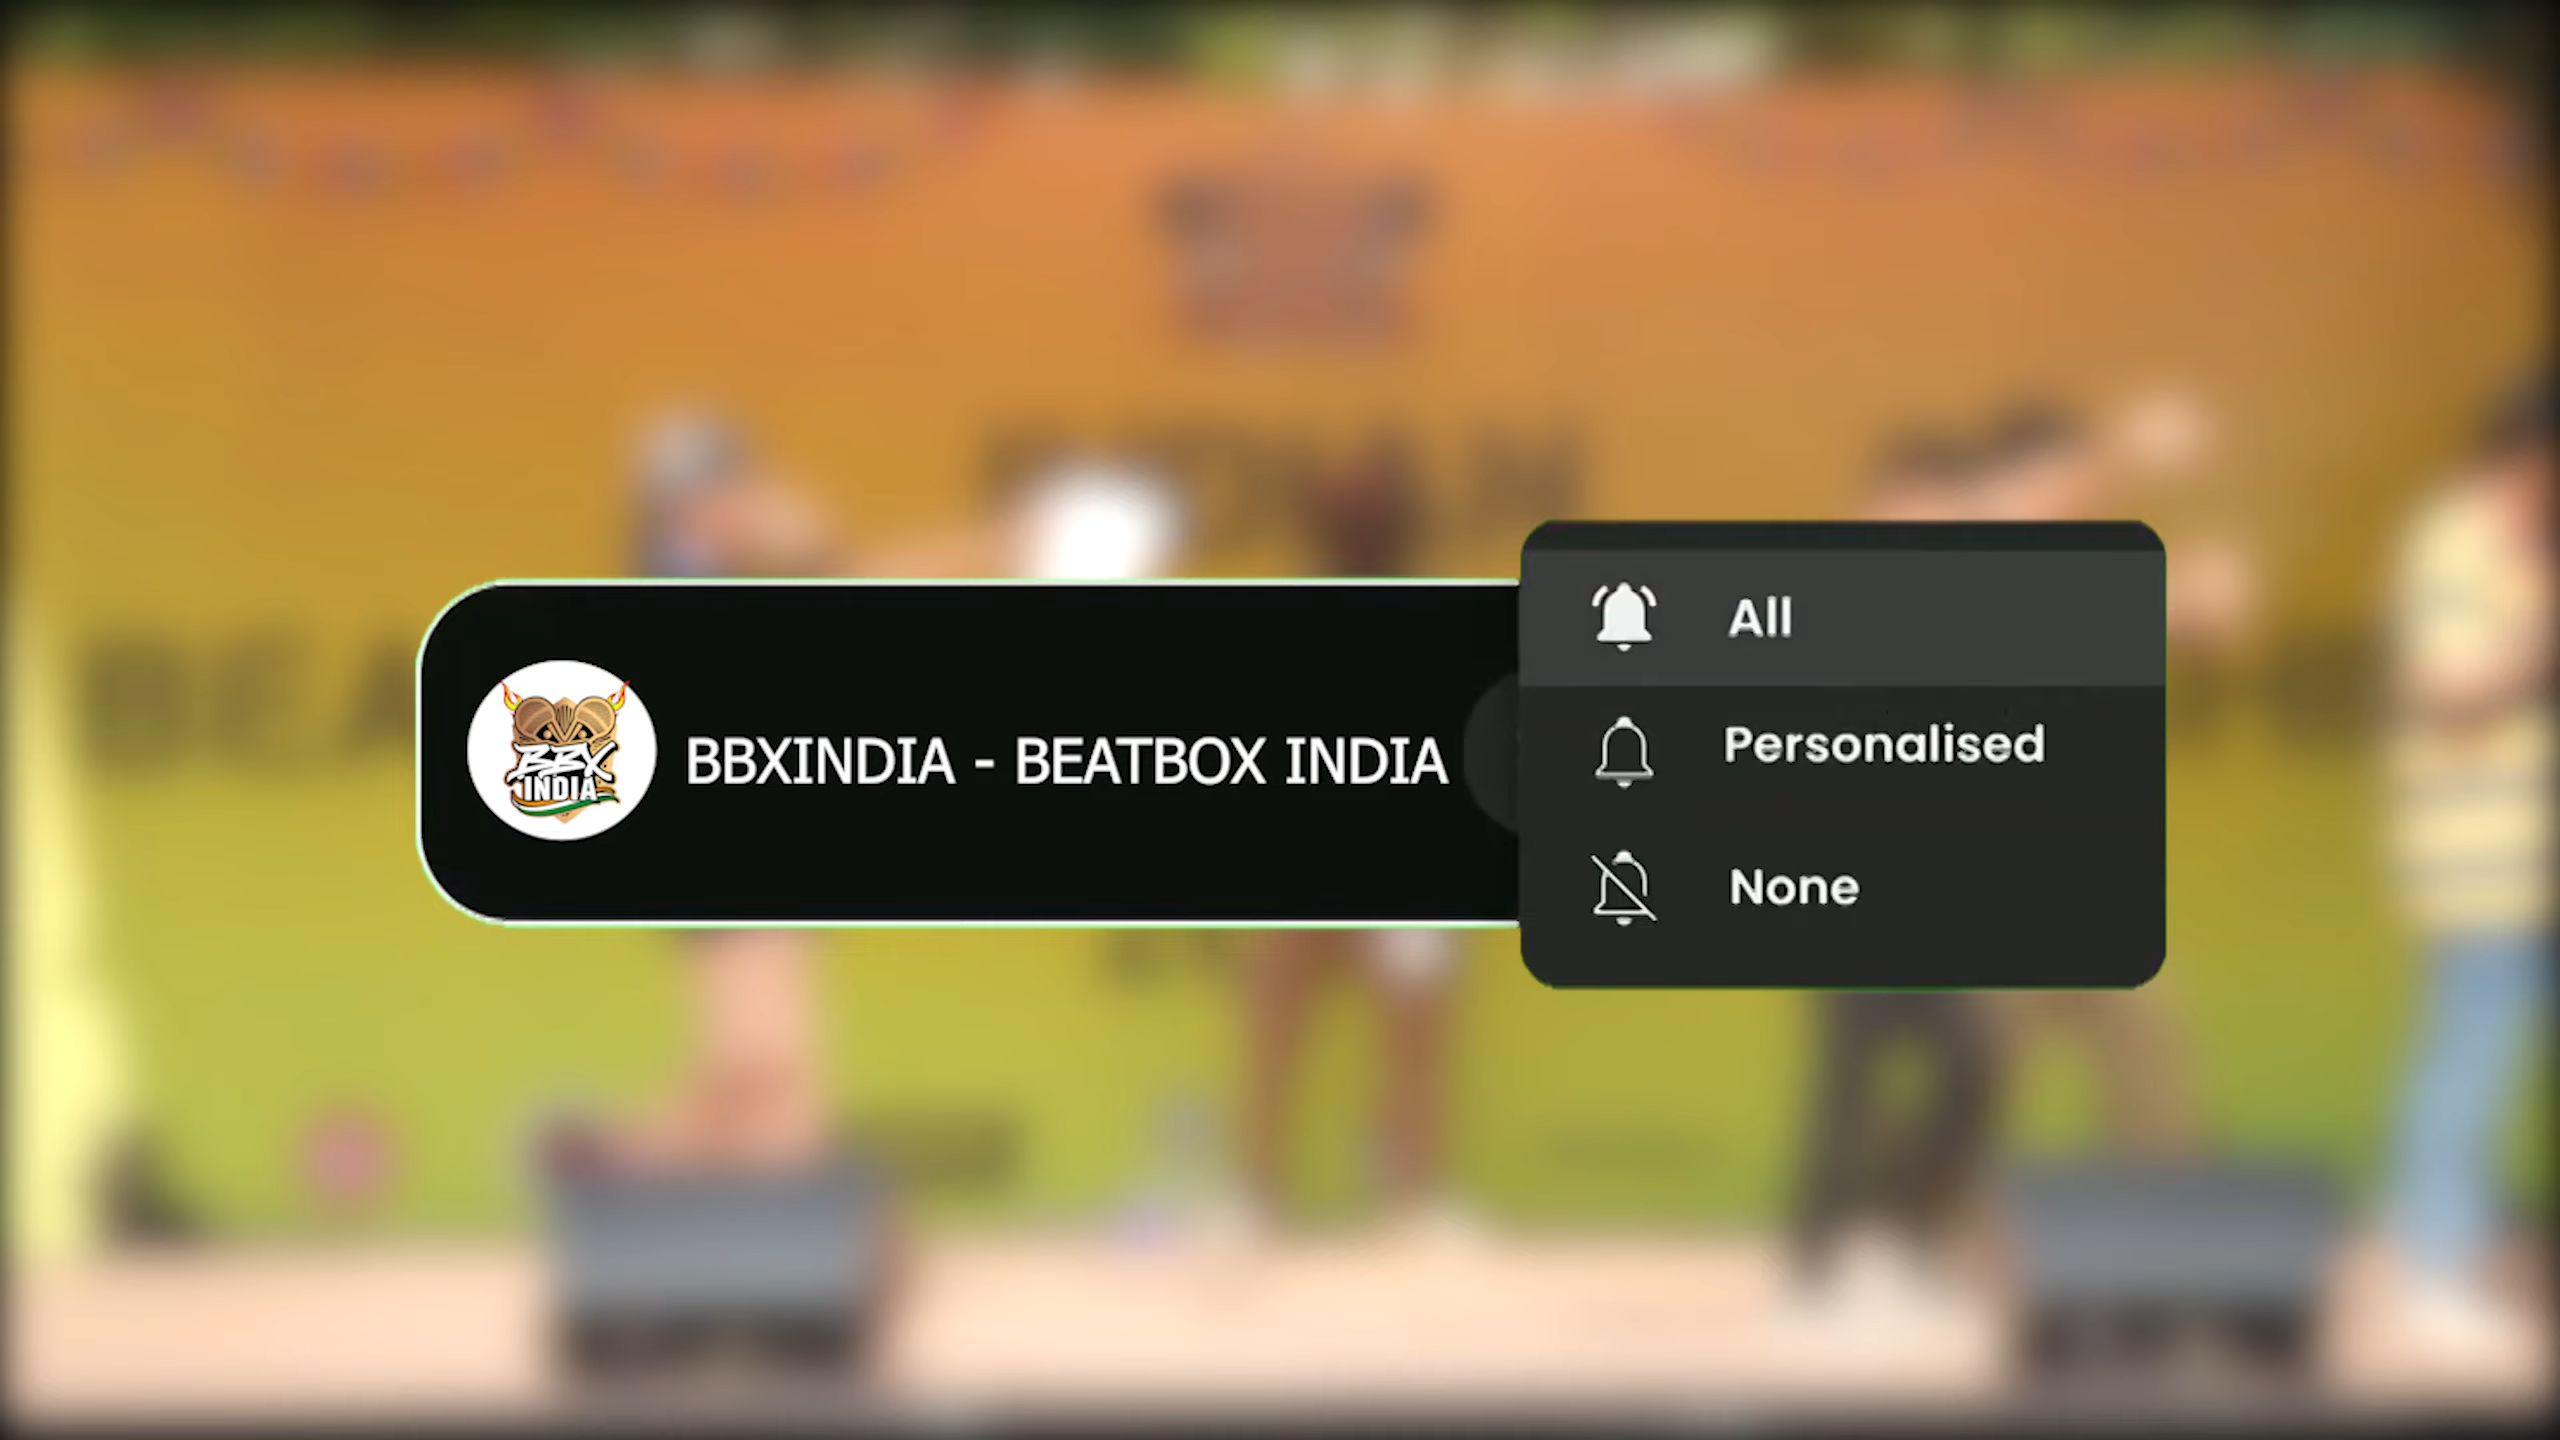 BBX
INDIA
BBXINDIA - BEATBOX INDIA
All
Personalised
None